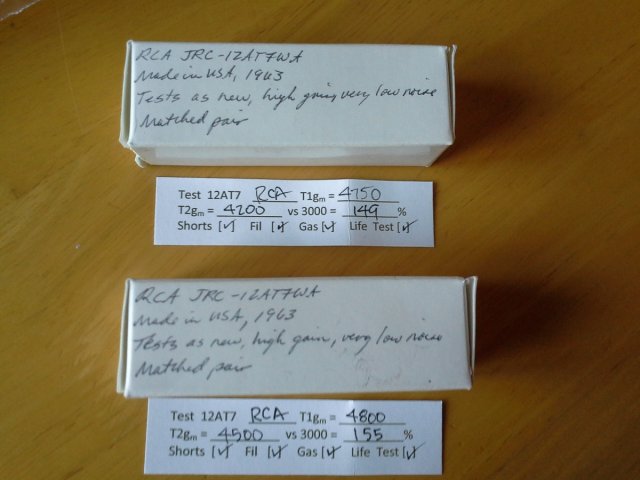 RCA JRC-12AT7WA
Made in USA, 1963
Tests as new, high gain, very low noise
Matched pair
Test 12AT7 RCA T1gm = 4750
T2gm = 4200 vs 3000 = 149 %
Shorts [✓] Fil [✓] Gas [✓] Life Test [✓]
RCA JRC-12AT7WA
Made in USA, 1963
Tests as new, high gain, very low noise
Matched pair
Test 12AT7 RCA T1gm = 4800
T2gm = 4500 vs 3000 = 155 %
Shorts [✓] Fil [✓] Gas [✓] Life Test [✓]